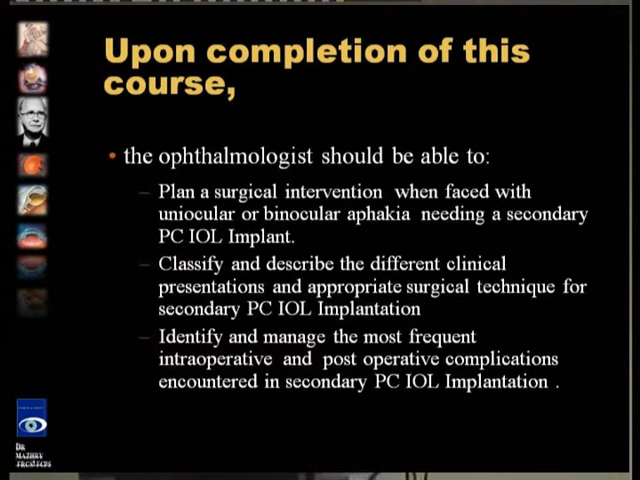 Upon completion of this
course,
• the ophthalmologist should be able to:
– Plan a surgical intervention when faced with
uniocular or binocular aphakia needing a secondary
PC IOL Implant.
– Classify and describe the different clinical
presentations and appropriate surgical technique for
secondary PC IOL Implantation
– Identify and manage the most frequent
intraoperative and post operative complications
encountered in secondary PC IOL Implantation .
DR
MAZHRY
FRCS!FCPS